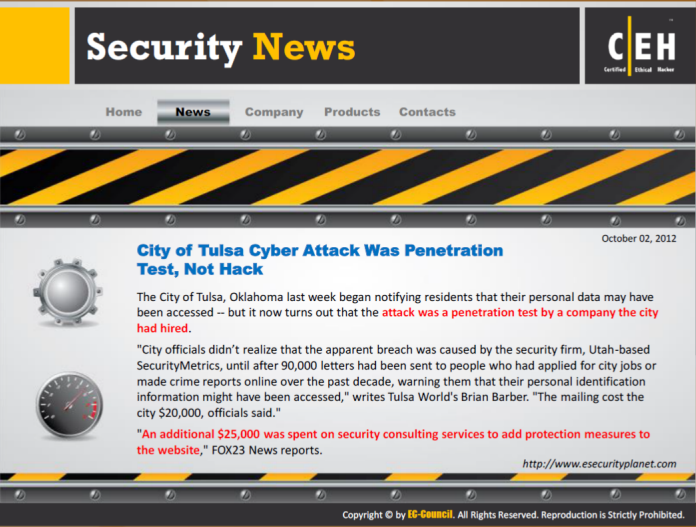 Security News
C|EH
Certified Ethical Hacker
Home News Company Products Contacts
October 02, 2012
City of Tulsa Cyber Attack Was Penetration
Test, Not Hack
The City of Tulsa, Oklahoma last week began notifying residents that their personal data may have
been accessed -- but it now turns out that the attack was a penetration test by a company the city
had hired.
"City officials didn't realize that the apparent breach was caused by the security firm, Utah-based
SecurityMetrics, until after 90,000 letters had been sent to people who had applied for city jobs or
made crime reports online over the past decade, warning them that their personal identification
information might have been accessed," writes Tulsa World's Brian Barber. "The mailing cost the
city $20,000, officials said."
"An additional $25,000 was spent on security consulting services to add protection measures to
the website," FOX23 News reports.
http://www.esecurityplanet.com
Copyright © by EC-Council. All Rights Reserved. Reproduction is Strictly Prohibited.